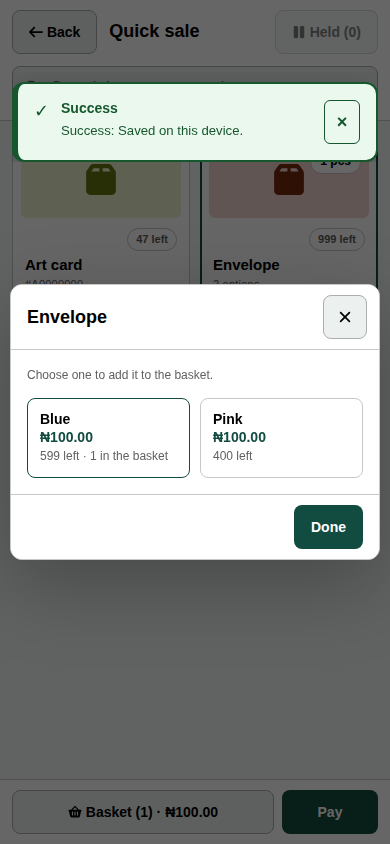 Back
Quick sale
Held (0)
✓ Success
Success: Saved on this device.
×
1 pcs
47 left
999 left
Art card
Envelope
Envelope
×
Choose one to add it to the basket.
Blue
₦100.00
599 left · 1 in the basket
Pink
₦100.00
400 left
Done
Basket (1) · ₦100.00
Pay